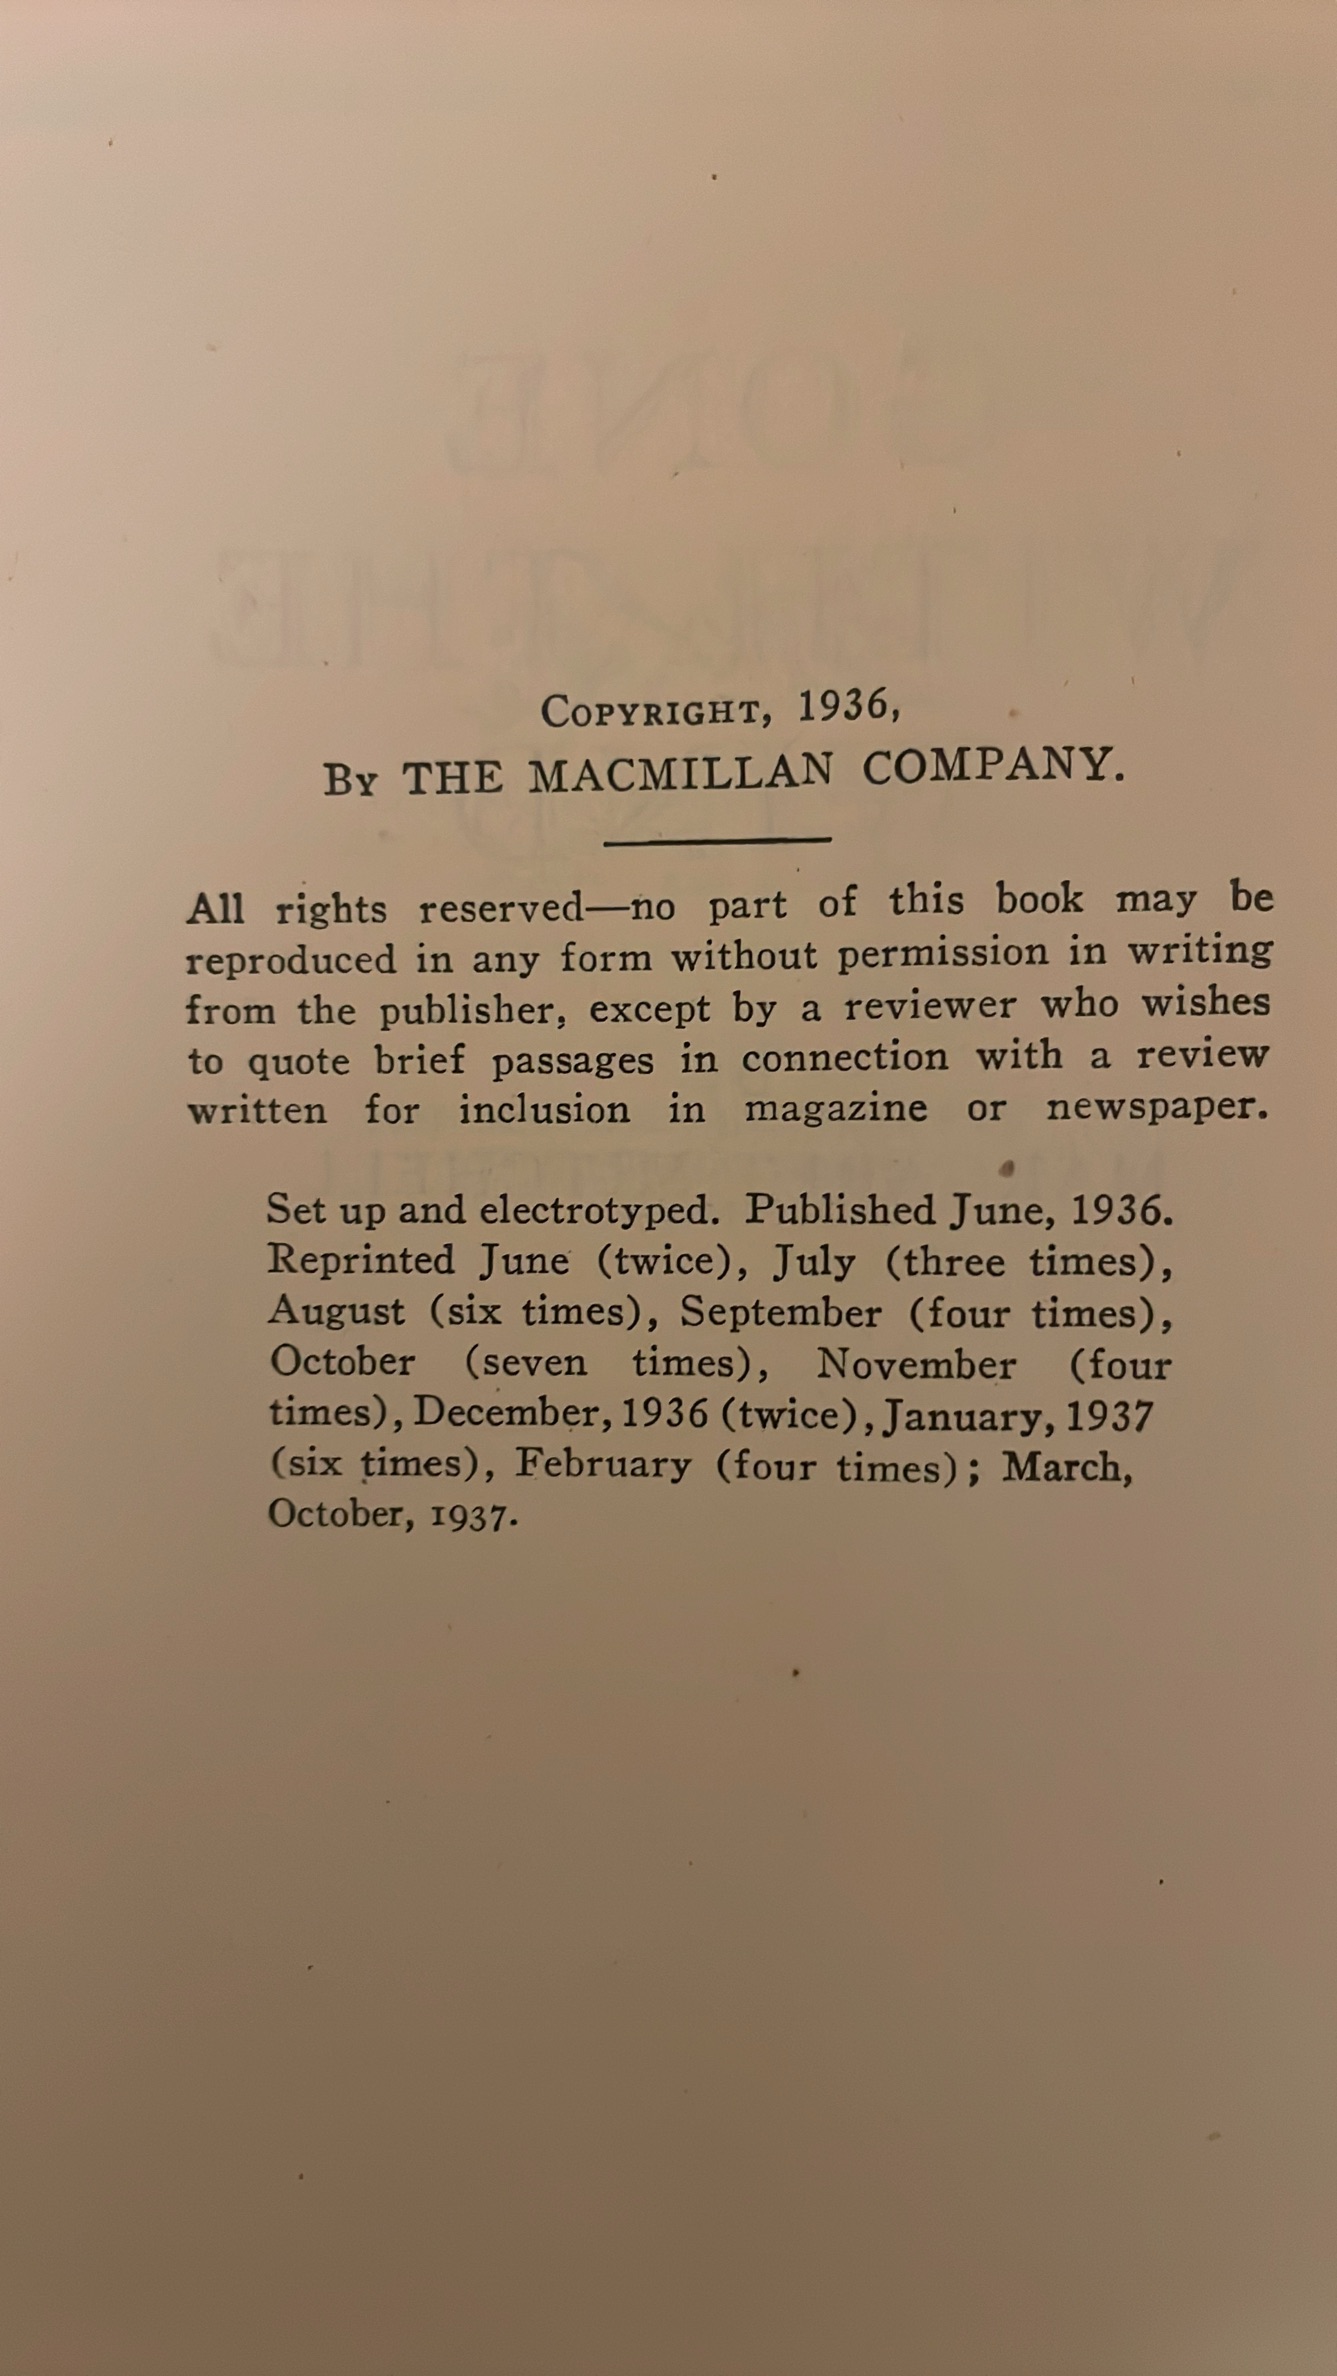 COPYRIGHT, 1936,
BY THE MACMILLAN COMPANY.
All rights reserved—no part of this book may be
reproduced in any form without permission in writing
from the publisher, except by a reviewer who wishes
to quote brief passages in connection with a review
written for inclusion in magazine or newspaper.
Set up and electrotyped. Published June, 1936.
Reprinted June (twice), July (three times),
August (six times), September (four times),
October (seven times), November (four
times), December, 1936 (twice), January, 1937
(six times), February (four times); March,
October, 1937.